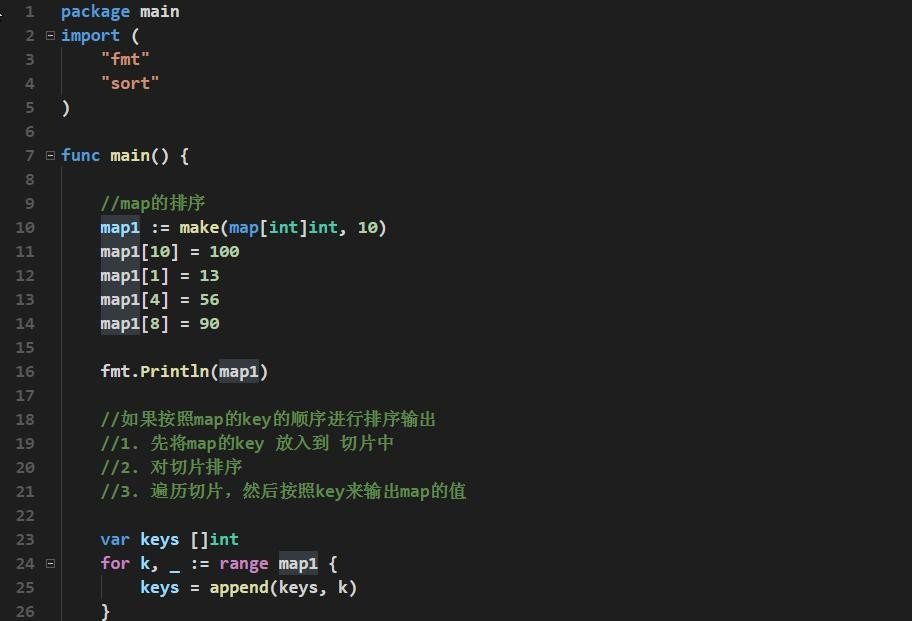 1 package main
2 import (
3     "fmt"
4     "sort"
5 )
6
7 func main() {
8
9     //map的排序
10     map1 := make(map[int]int, 10)
11     map1[10] = 100
12     map1[1] = 13
13     map1[4] = 56
14     map1[8] = 90
15
16     fmt.Println(map1)
17
18     //如果按照map的key的顺序进行排序输出
19     //1. 先将map的key 放入到 切片中
20     //2. 对切片排序
21     //3. 遍历切片，然后按照key来输出map的值
22
23     var keys []int
24     for k, _ := range map1 {
25         keys = append(keys, k)
26     }